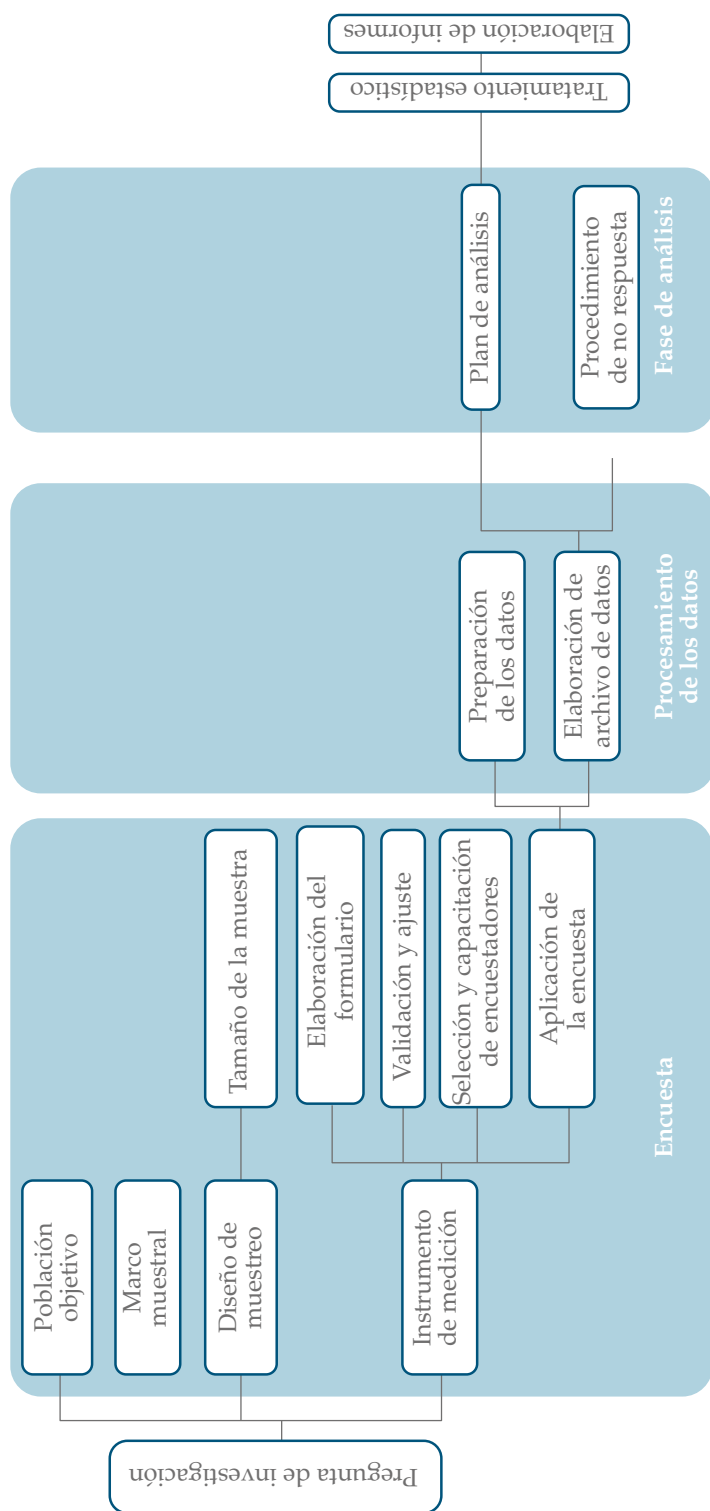 Pregunta de investigación
Población
objetivo
Marco
muestral
Diseño de
muestreo
Instrumento
de medición
Tamaño de la muestra
Elaboración del
formulario
Validación y ajuste
Selección y capacitación
de encuestadores
Aplicación de
la encuesta
Encuesta
Preparación
de los datos
Elaboración de
archivo de datos
Procesamiento
de los datos
Plan de análisis
Procedimiento
de no respuesta
Fase de análisis
Tratamiento estadístico
Elaboración de informes